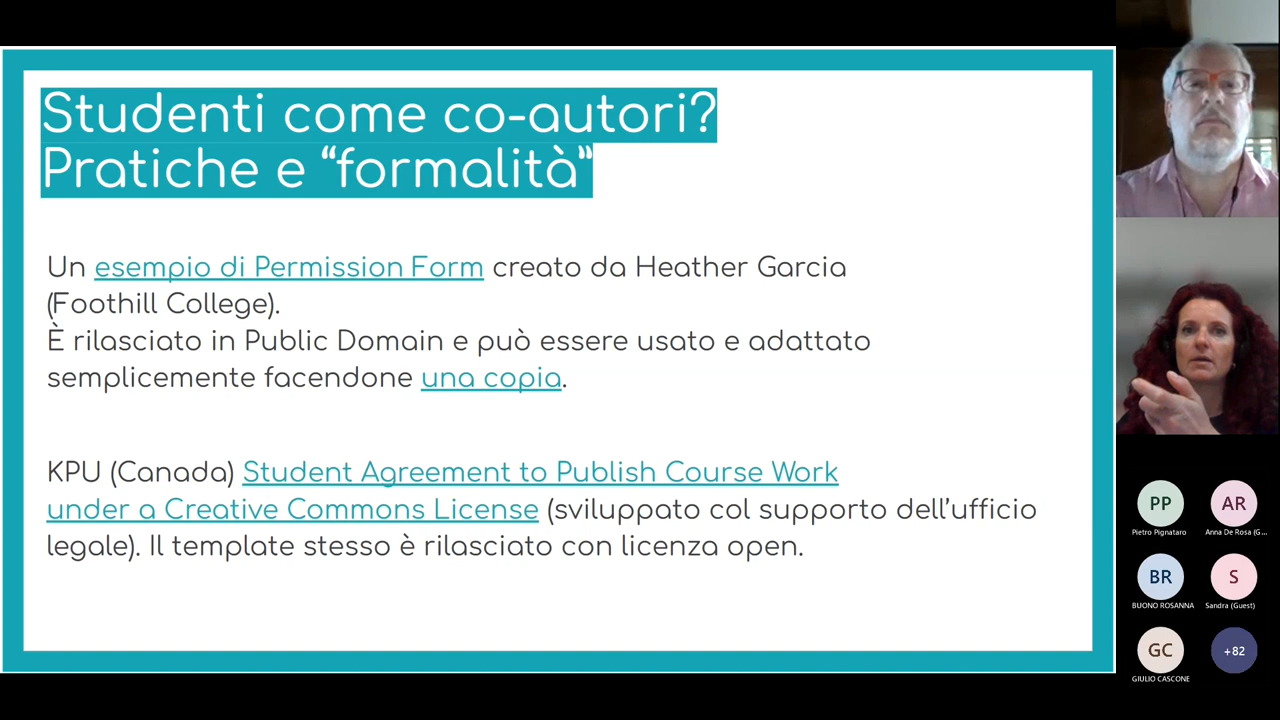 Studenti come co-autori?
Pratiche e “formalità”
Un esempio di Permission Form creato da Heather Garcia
(Foothill College).
È rilasciato in Public Domain e può essere usato e adattato
semplicemente facendone una copia.
KPU (Canada) Student Agreement to Publish Course Work
under a Creative Commons License (sviluppato col supporto dell’ufficio
legale). Il template stesso è rilasciato con licenza open.
PP
Pietro Pignataro
AR
Anna De Rosa (G...
BR
BUONO ROSANNA
S
Sandra (Guest)
GC
GIULIO CASCONE
+82